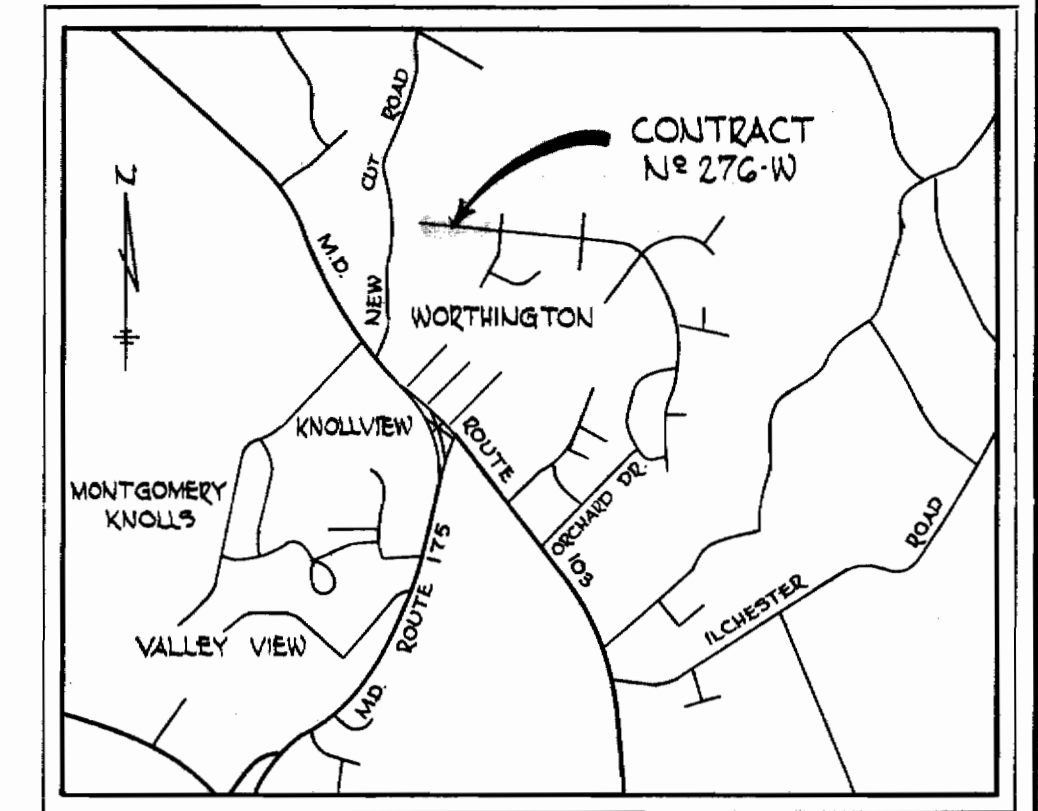 CONTRACT
Nº 276-W
NEW CUT ROAD
N
M.D. ROUTE 103
WORTHINGTON
KNOLLVIEW
MONTGOMERY
KNOLLS
ORCHARD DR.
M.D. ROUTE 175
VALLEY VIEW
ILCHESTER ROAD